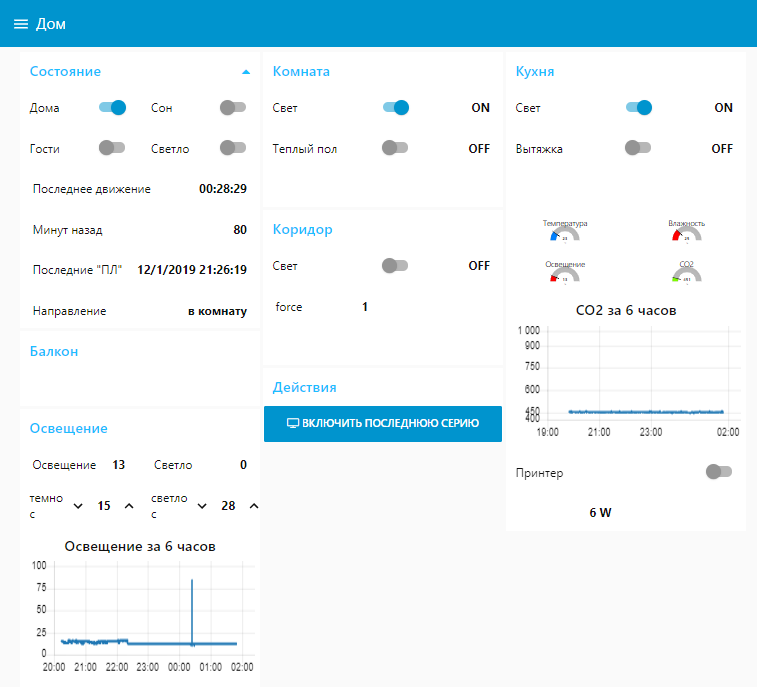 Дом
Состояние
Дома
Сон
Гости
Светло
Последнее движение 00:28:29
Минут назад 80
Последние "ПЛ" 12/1/2019 21:26:19
Направление в комнату
Балкон
Освещение
Освещение 13 Светло 0
темно с 15
светло с 28
Освещение за 6 часов
100
75
50
25
0
20:00 21:00 22:00 23:00 00:00 01:00 02:00
Комната
Свет ON
Теплый пол OFF
Коридор
Свет OFF
force 1
Действия
ВКЛЮЧИТЬ ПОСЛЕДНЮЮ СЕРИЮ
Кухня
Свет ON
Вытяжка OFF
Температура
Влажность
Освещение
CO2
CO2 за 6 часов
1 000
900
750
600
450
400
19:00 21:00 23:00 02:00
Принтер
6 W